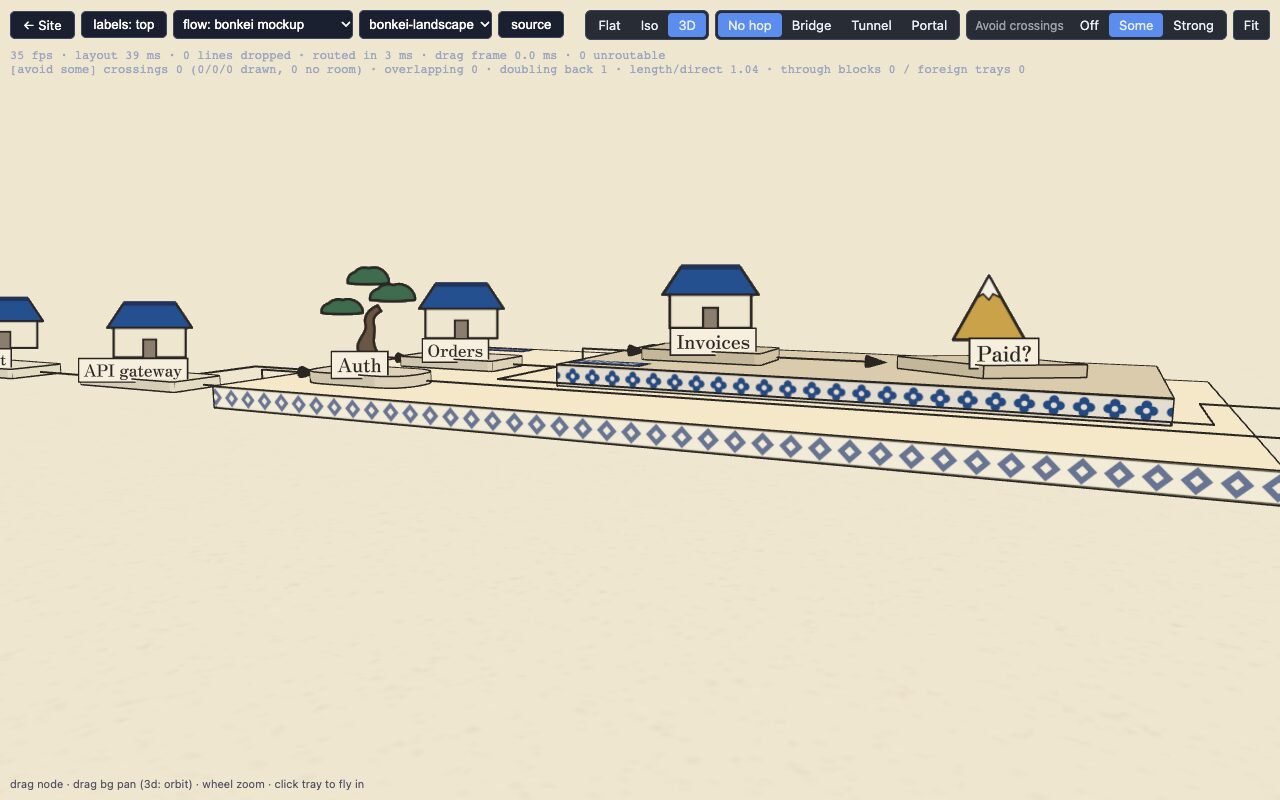 ← Site labels: top flow: bonkei mockup bonkei-landscape source Flat Iso 3D No hop Bridge Tunnel Portal Avoid crossings Off Some Strong Fit
35 fps · layout 39 ms · 0 lines dropped · routed in 3 ms · drag frame 0.0 ms · 0 unroutable
[avoid some] crossings 0 (0/0/0 drawn, 0 no room) · overlapping 0 · doubling back 1 · length/direct 1.04 · through blocks 0 / foreign trays 0
t
API gateway
Auth
Orders
Invoices
Paid?
drag node · drag bg pan (3d: orbit) · wheel zoom · click tray to fly in